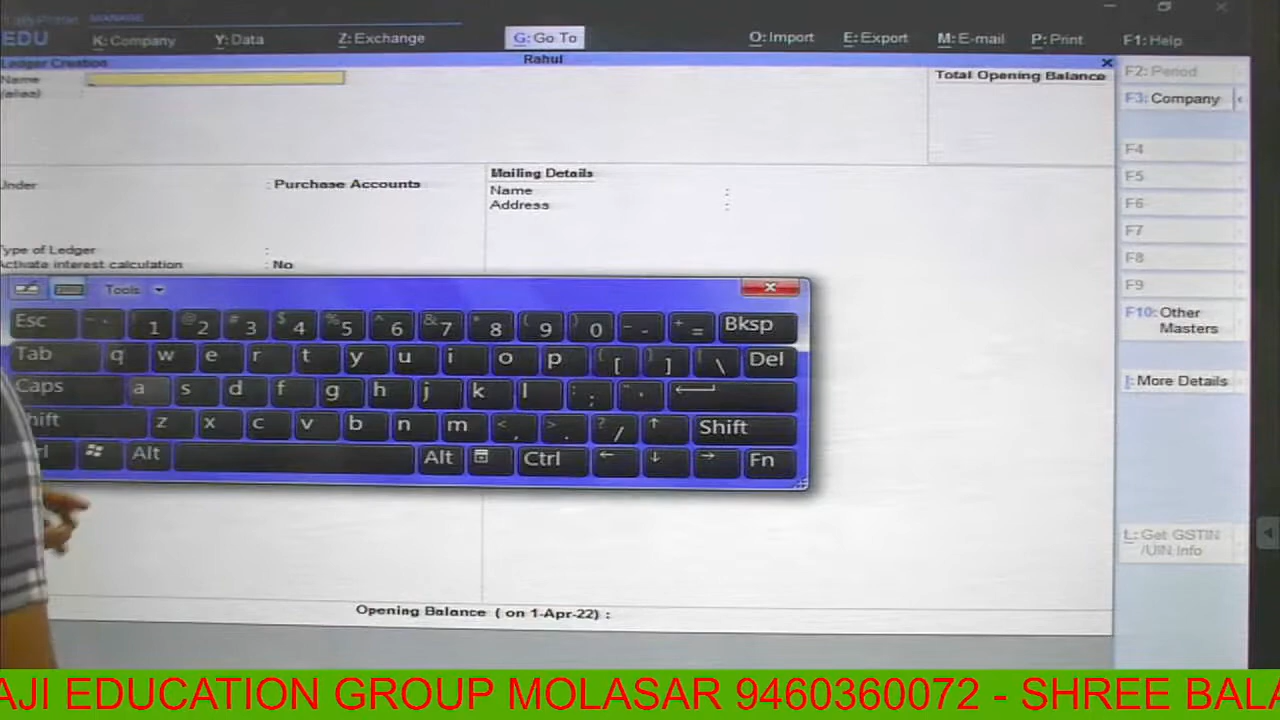 MANAGE
EDU
K: Company
Y: Data
Z: Exchange
G: Go To
O: Import
E: Export
M: E-mail
P: Print
F1: Help
Ledger Creation
Rahul
Name
(alias) :
Total Opening Balance
F2: Period
F3: Company
F4
F5
F6
F7
F8
F9
F10: Other
Masters
I: More Details
L: Get GSTIN
/UIN Info
Under : Purchase Accounts
Mailing Details
Name :
Address :
Type of Ledger :
Activate interest calculation : No
Tools
Esc 1 @ 2 # 3 $ 4 % 5 ^ 6 & 7 * 8 ( 9 ) 0 _ - + = Bksp
Tab q w e r t y u i o p { [ } ] | \ Del
Caps a s d f g h j k l : ; " '
Shift z x c v b n m < , > . ? / ↑ Shift
Alt Alt Ctrl ← ↓ → Fn
Opening Balance ( on 1-Apr-22) :
AJI EDUCATION GROUP MOLASAR 9460360072 - SHREE BALA